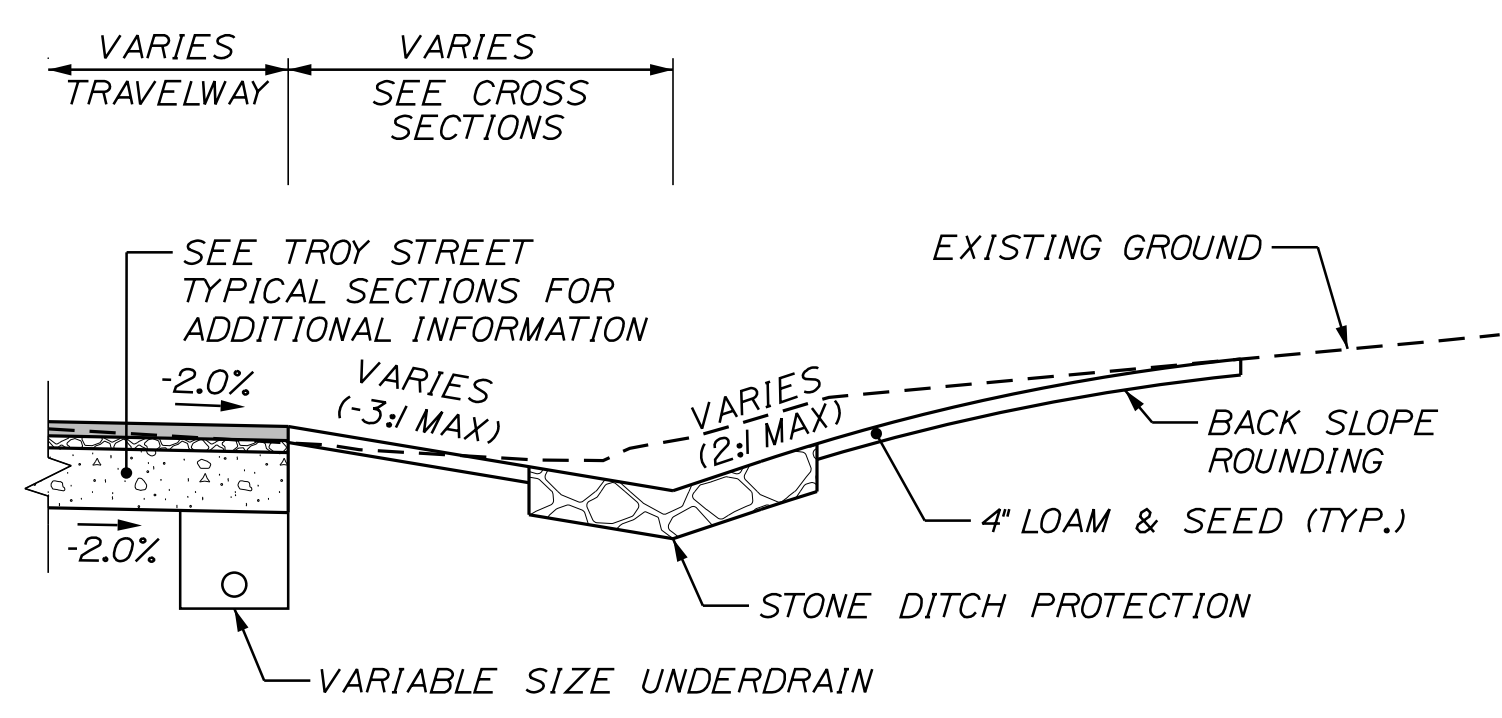 VARIES
TRAVELWAY
VARIES
SEE CROSS
SECTIONS
SEE TROY STREET
TYPICAL SECTIONS FOR
ADDITIONAL INFORMATION
EXISTING GROUND
-2.0%
VARIES
(-3:1 MAX)
VARIES
(2:1 MAX)
BACK SLOPE
ROUNDING
4" LOAM & SEED (TYP.)
-2.0%
STONE DITCH PROTECTION
VARIABLE SIZE UNDERDRAIN